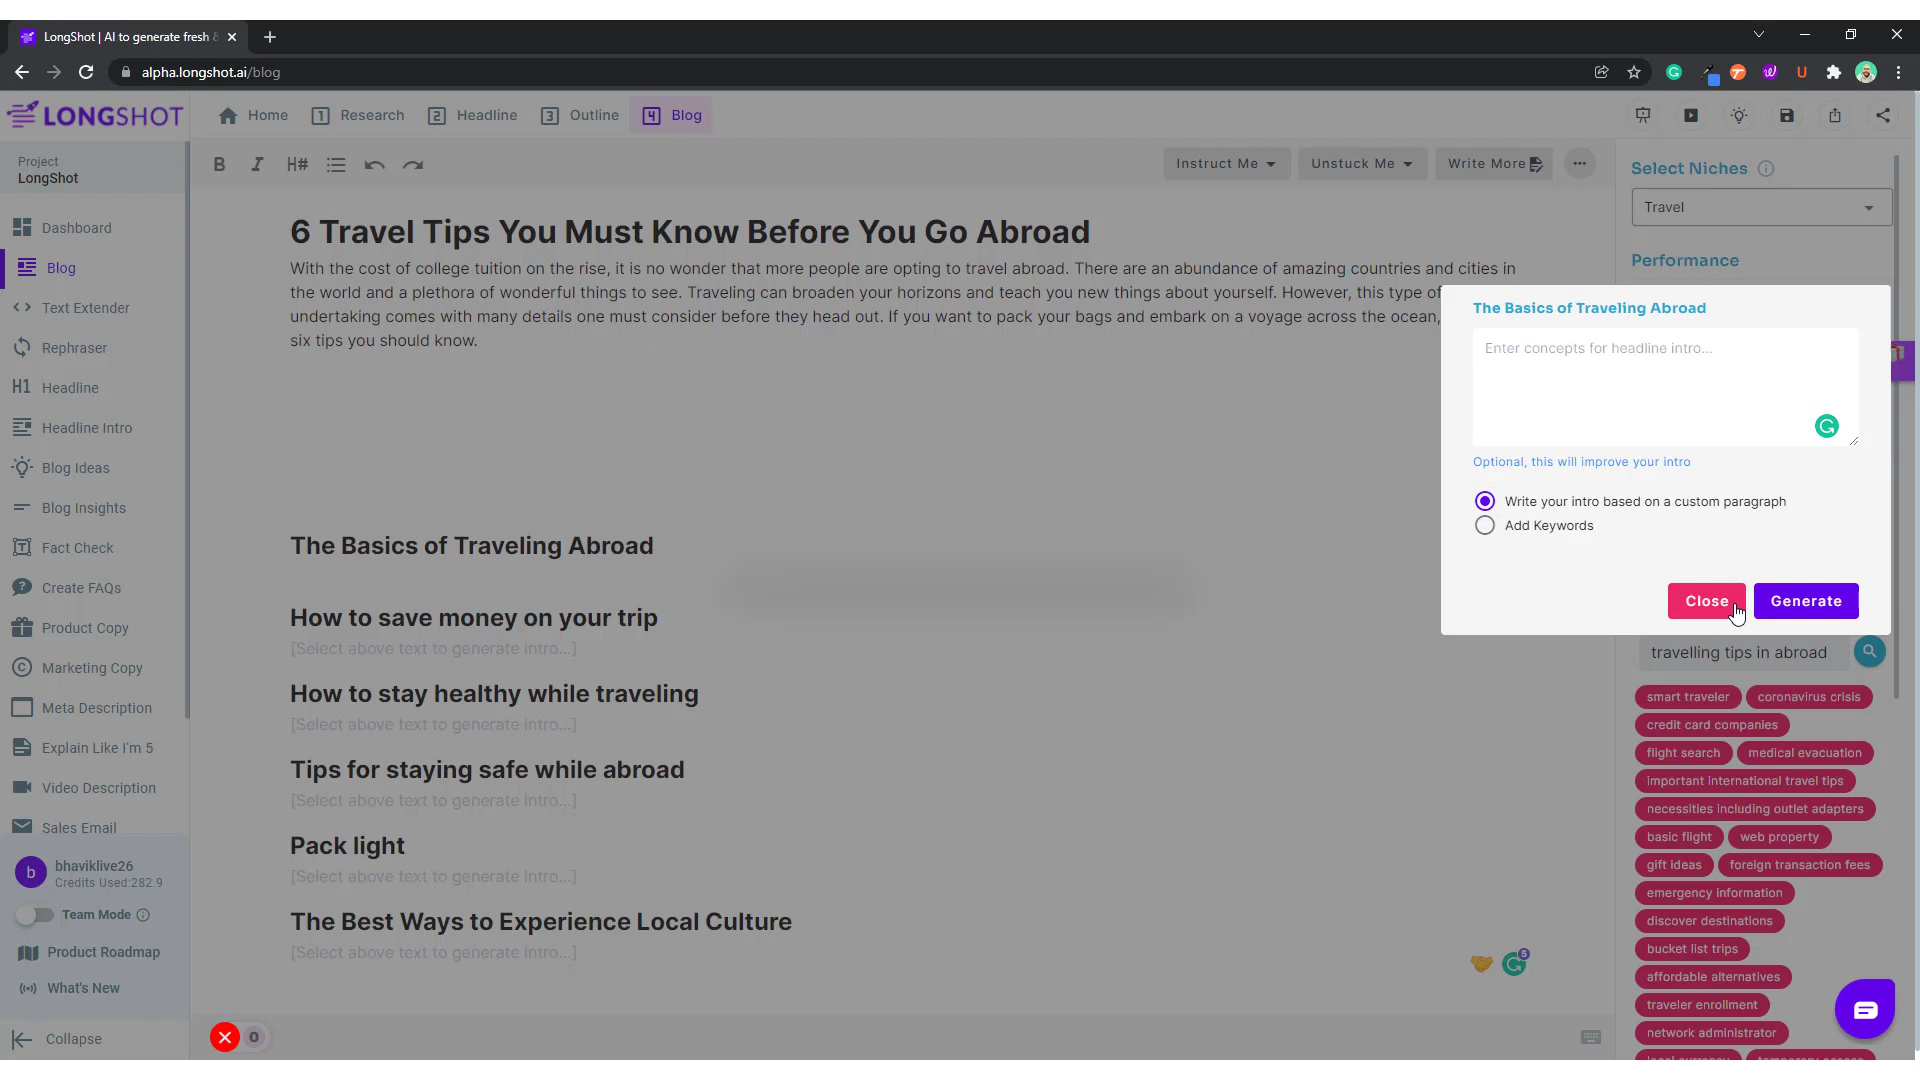 LongShot | AI to generate fresh &
alpha.longshot.ai/blog
LONGSHOT
Home
1 Research
2 Headline
3 Outline
4 Blog
Project
LongShot
B I H#
Instruct Me
Unstuck Me
Write More
Select Niches
Travel
Performance
Dashboard
Blog
Text Extender
Rephraser
H1 Headline
Headline Intro
Blog Ideas
Blog Insights
Fact Check
Create FAQs
Product Copy
Marketing Copy
Meta Description
Explain Like I'm 5
Video Description
Sales Email
b
bhaviklive26
Credits Used:282.9
Team Mode
Product Roadmap
What's New
Collapse
6 Travel Tips You Must Know Before You Go Abroad
With the cost of college tuition on the rise, it is no wonder that more people are opting to travel abroad. There are an abundance of amazing countries and cities in
the world and a plethora of wonderful things to see. Traveling can broaden your horizons and teach you new things about yourself. However, this type of
undertaking comes with many details one must consider before they head out. If you want to pack your bags and embark on a voyage across the ocean,
six tips you should know.
The Basics of Traveling Abroad
How to save money on your trip
[Select above text to generate intro...]
How to stay healthy while traveling
[Select above text to generate intro...]
Tips for staying safe while abroad
[Select above text to generate intro...]
Pack light
[Select above text to generate intro...]
The Best Ways to Experience Local Culture
[Select above text to generate intro...]
5
0
The Basics of Traveling Abroad
Enter concepts for headline intro...
Optional, this will improve your intro
Write your intro based on a custom paragraph
Add Keywords
Close
Generate
travelling tips in abroad
smart traveler
coronavirus crisis
credit card companies
flight search
medical evacuation
important international travel tips
necessities including outlet adapters
basic flight
web property
gift ideas
foreign transaction fees
emergency information
discover destinations
bucket list trips
affordable alternatives
traveler enrollment
network administrator
local currency
temporary access